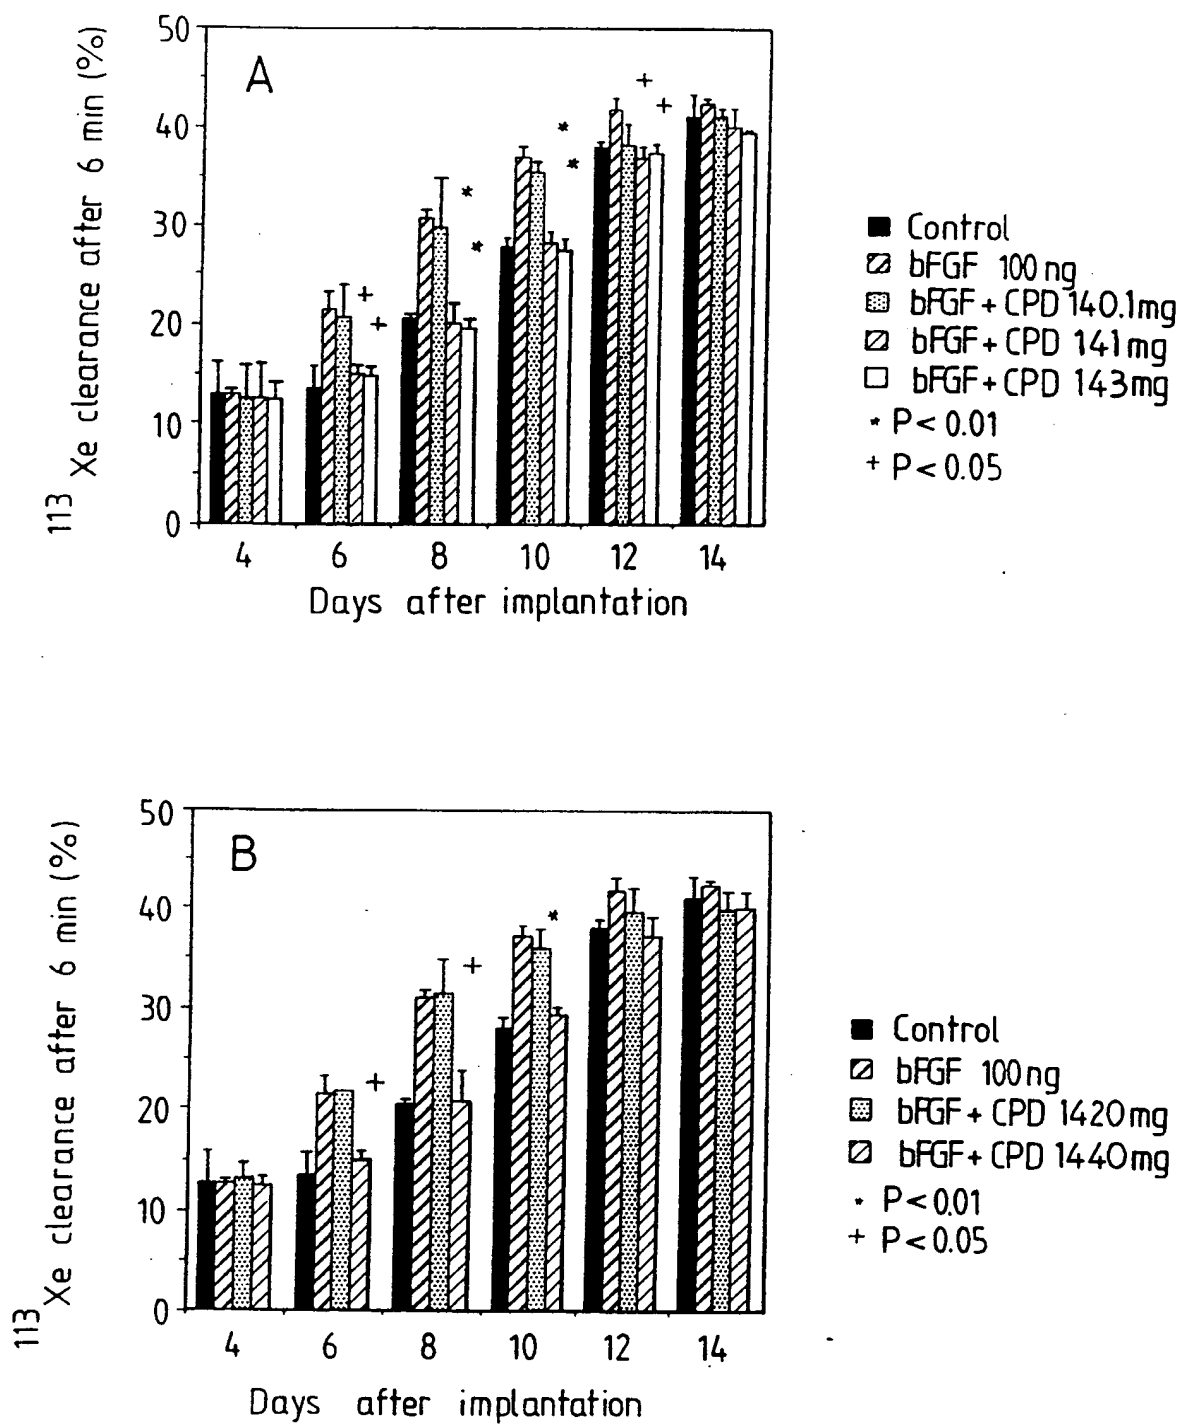 A
113Xe clearance after 6 min (%)
50
40
30
20
10
0
4 6 8 10 12 14
Days after implantation
Control
bFGF 100ng
bFGF+CPD 140.1mg
bFGF+CPD 141mg
bFGF+CPD 143mg
* P<0.01
+ P<0.05
B
113Xe clearance after 6 min (%)
50
40
30
20
10
0
4 6 8 10 12 14
Days after implantation
Control
bFGF 100ng
bFGF+CPD 1420mg
bFGF+CPD 1440mg
* P<0.01
+ P<0.05